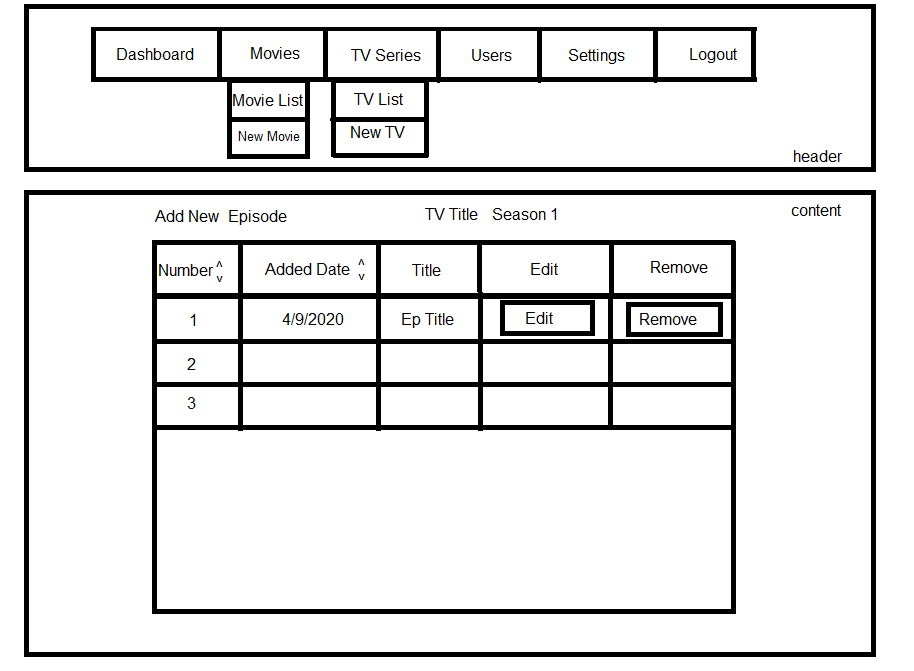 Dashboard Movies TV Series Users Settings Logout
Movie List TV List
New Movie New TV
header
content
Add New Episode TV Title Season 1
Number ^ v Added Date ^ v Title Edit Remove
1 4/9/2020 Ep Title Edit Remove
2
3